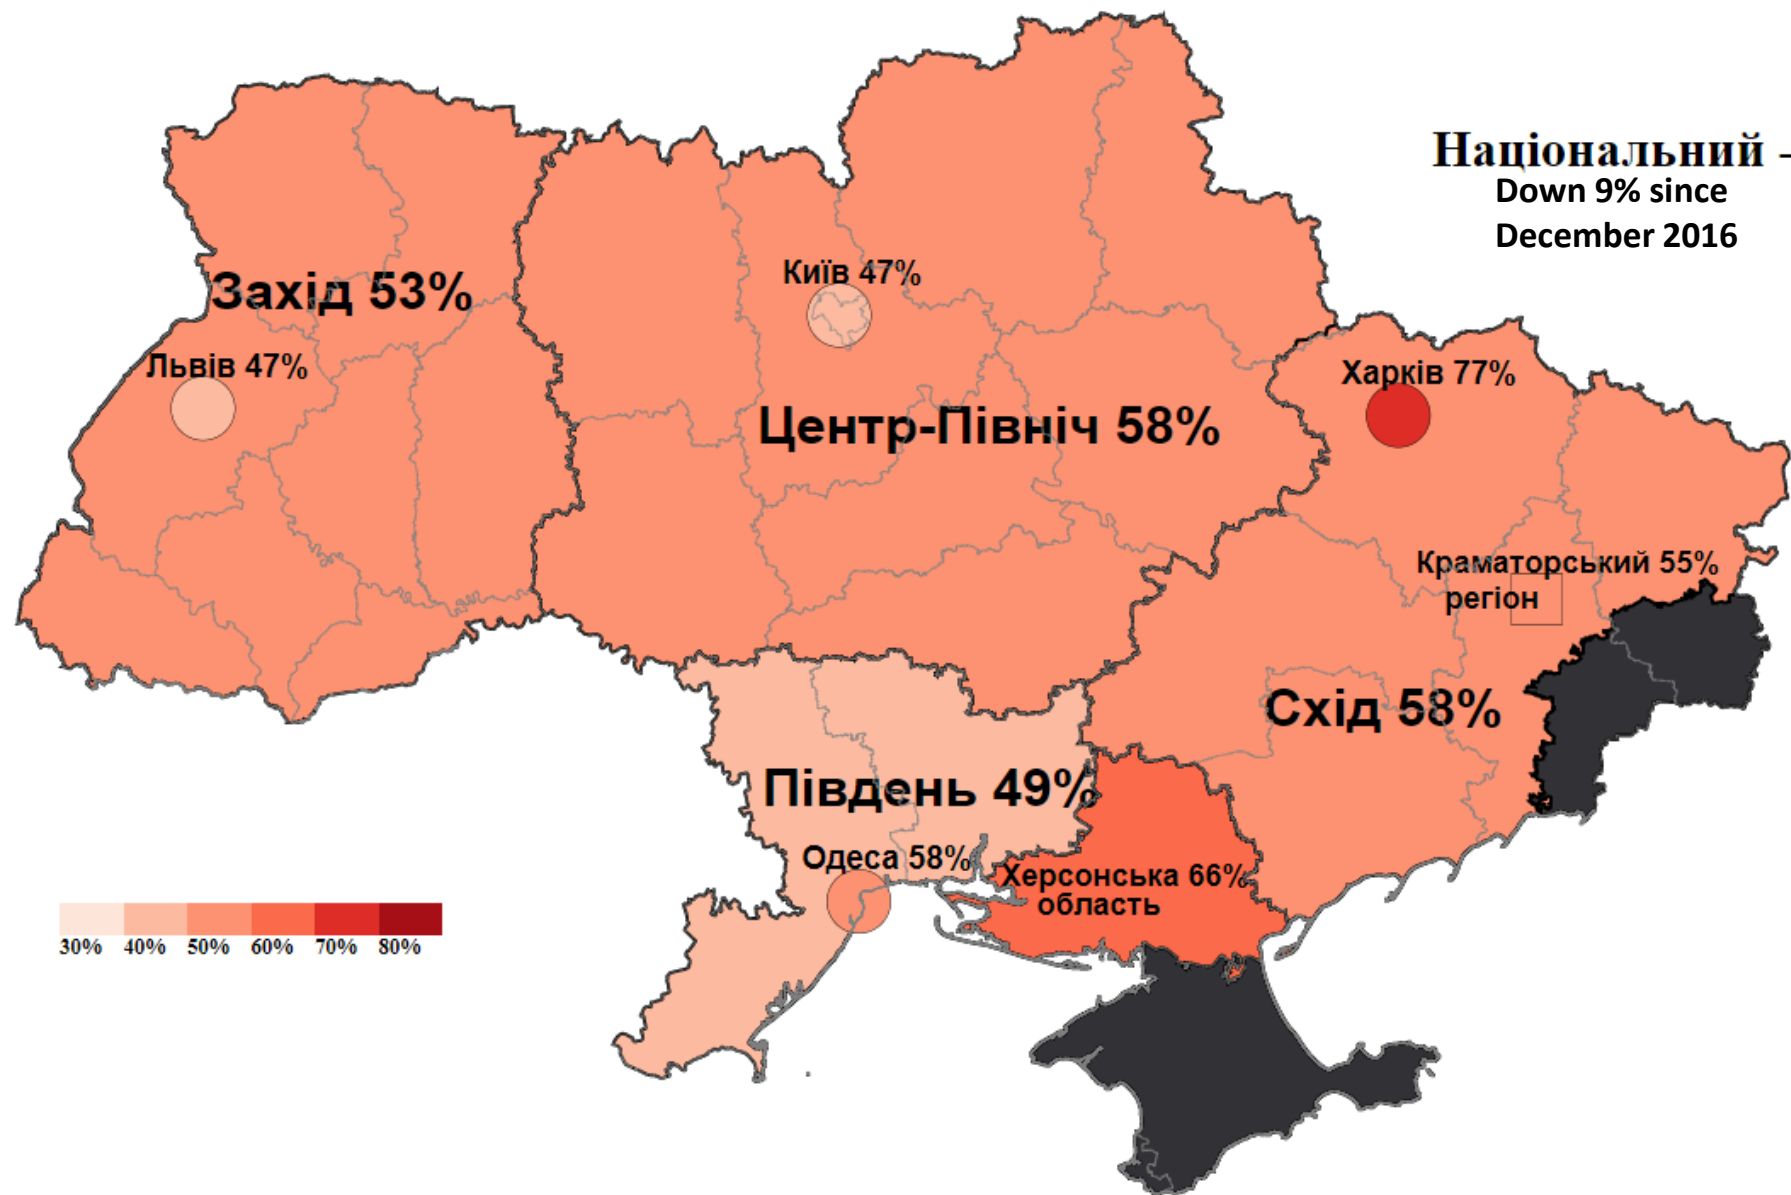 Національний -
Down 9% since
December 2016
Захід 53%
Київ 47%
Львів 47%
Харків 77%
Центр-Північ 58%
Краматорський 55%
регіон
Схід 58%
Південь 49%
Одеса 58%
Херсонська 66%
область
30% 40% 50% 60% 70% 80%